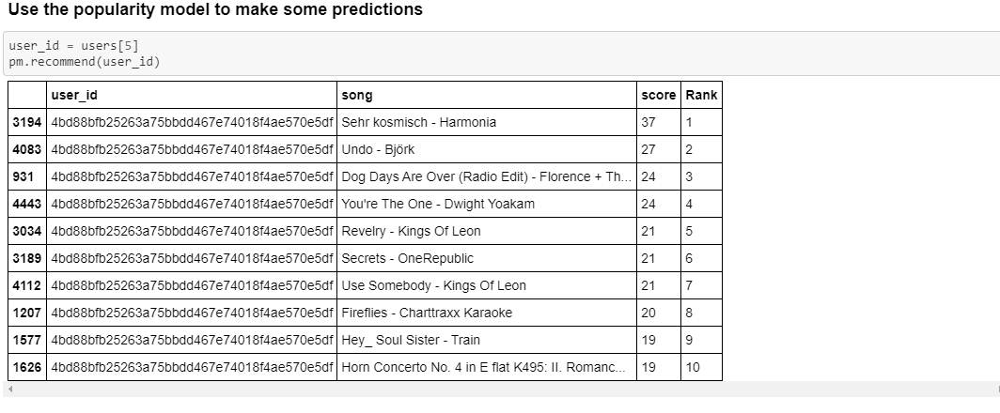 Use the popularity model to make some predictions
user_id = users[5]
pm.recommend(user_id)
user_id song score Rank
3194 4bd88bfb25263a75bbdd467e74018f4ae570e5df Sehr kosmisch - Harmonia 37 1
4083 4bd88bfb25263a75bbdd467e74018f4ae570e5df Undo - Björk 27 2
931 4bd88bfb25263a75bbdd467e74018f4ae570e5df Dog Days Are Over (Radio Edit) - Florence + Th... 24 3
4443 4bd88bfb25263a75bbdd467e74018f4ae570e5df You're The One - Dwight Yoakam 24 4
3034 4bd88bfb25263a75bbdd467e74018f4ae570e5df Revelry - Kings Of Leon 21 5
3189 4bd88bfb25263a75bbdd467e74018f4ae570e5df Secrets - OneRepublic 21 6
4112 4bd88bfb25263a75bbdd467e74018f4ae570e5df Use Somebody - Kings Of Leon 21 7
1207 4bd88bfb25263a75bbdd467e74018f4ae570e5df Fireflies - Charttraxx Karaoke 20 8
1577 4bd88bfb25263a75bbdd467e74018f4ae570e5df Hey_ Soul Sister - Train 19 9
1626 4bd88bfb25263a75bbdd467e74018f4ae570e5df Horn Concerto No. 4 in E flat K495: II. Romanc... 19 10